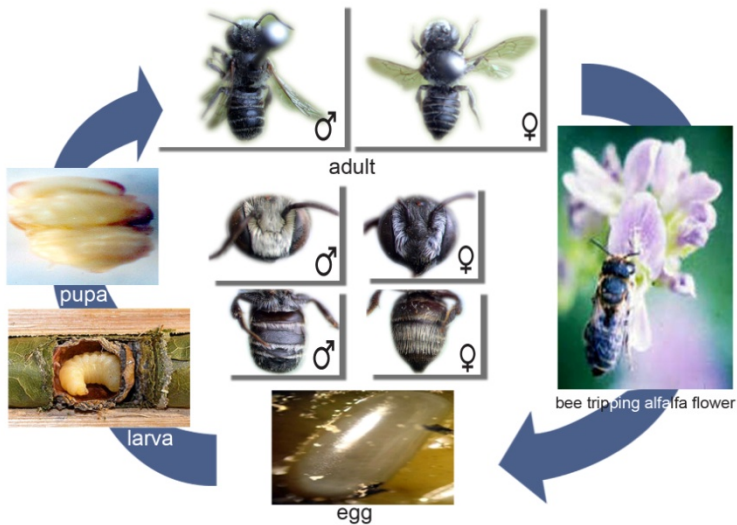 ♂
♀
adult
♂
♀
pupa
♂
♀
larva
bee tripping alfalfa flower
egg